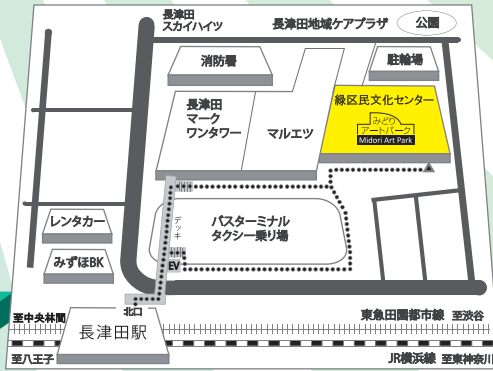 長津田
スカイハイツ
長津田地域ケアプラザ
公園
消防署
駐輪場
長津田
マーク
ワンタワー
マルエツ
緑区民文化センター
みどり
アートパーク
Midori Art Park
デッキ
バスターミナル
タクシー乗り場
レンタカー
みずほBK
EV
北口
至中央林間
東急田園都市線 至渋谷
長津田駅
至八王子
JR横浜線 至東神奈川